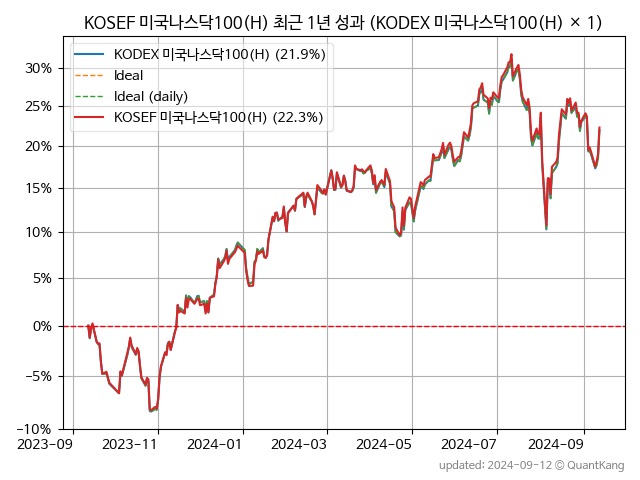 KOSEF 미국나스닥100(H) 최근 1년 성과 (KODEX 미국나스닥100(H) × 1)
KODEX 미국나스닥100(H) (21.9%)
Ideal
Ideal (daily)
KOSEF 미국나스닥100(H) (22.3%)
30%
25%
20%
15%
10%
5%
0%
−5%
−10%
2023-09 2023-11 2024-01 2024-03 2024-05 2024-07 2024-09
updated: 2024-09-12 © QuantKang